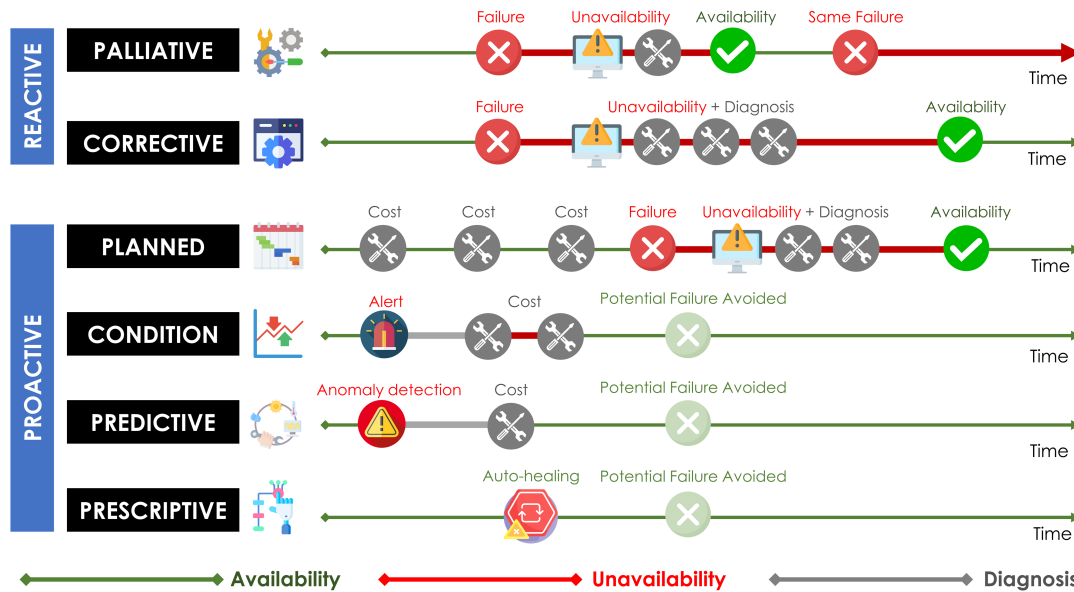 REACTIVE
PALLIATIVE
Failure
Unavailability
Availability
Same Failure
Time
CORRECTIVE
Failure
Unavailability + Diagnosis
Availability
Time
PROACTIVE
PLANNED
Cost
Cost
Cost
Failure
Unavailability + Diagnosis
Availability
Time
CONDITION
Alert
Cost
Potential Failure Avoided
Time
PREDICTIVE
Anomaly detection
Cost
Potential Failure Avoided
Time
PRESCRIPTIVE
Auto-healing
Potential Failure Avoided
Time
Availability
Unavailability
Diagnos